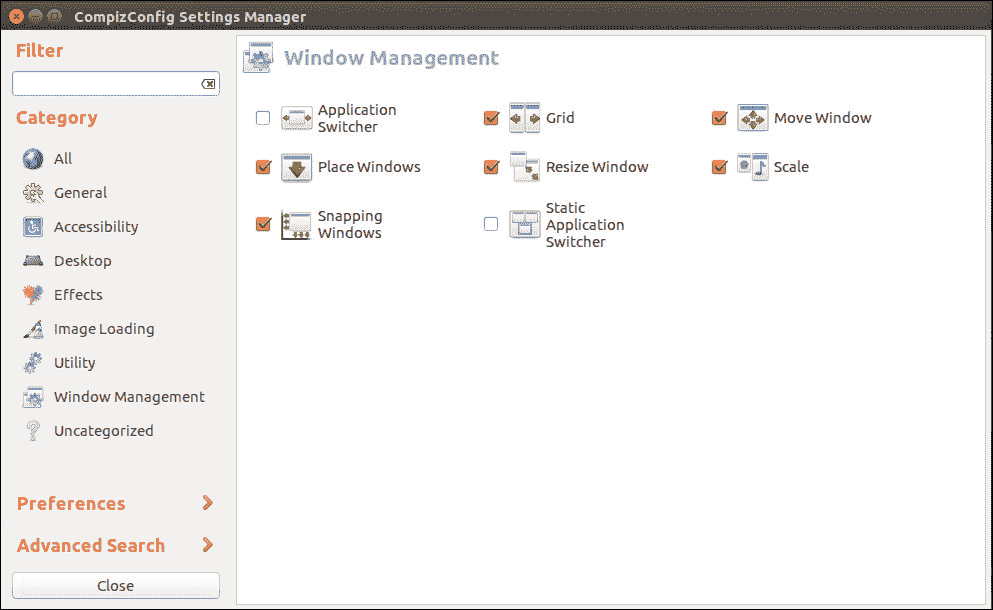 CompizConfig Settings Manager
Filter
Category
All
General
Accessibility
Desktop
Effects
Image Loading
Utility
Window Management
Uncategorized
Preferences
Advanced Search
Close
Window Management
Application
Switcher
Grid
Move Window
Place Windows
Resize Window
Scale
Snapping
Windows
Static
Application
Switcher